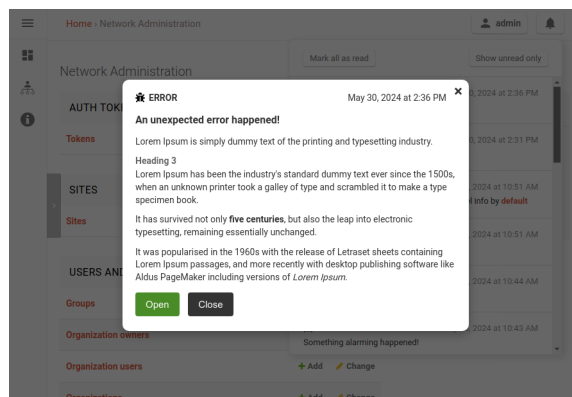 Home › Network Administration
admin
Mark all as read
Show unread only
Network Administration
ERROR
May 30, 2024 at 2:36 PM
, 2024 at 2:36 PM
An unexpected error happened!
AUTH TOK
Lorem Ipsum is simply dummy text of the printing and typesetting industry.
Tokens
, 2024 at 2:31 PM
Heading 3
Lorem Ipsum has been the industry's standard dummy text ever since the 1500s,
when an unknown printer took a galley of type and scrambled it to make a type
specimen book.
SITES
, 2024 at 10:51 AM
info by default
Sites
It has survived not only five centuries, but also the leap into electronic
typesetting, remaining essentially unchanged.
, 2024 at 10:51 AM
It was popularised in the 1960s with the release of Letraset sheets containing
Lorem Ipsum passages, and more recently with desktop publishing software like
Aldus PageMaker including versions of Lorem Ipsum.
USERS AND
, 2024 at 10:44 AM
Groups
Open
Close
, 2024 at 10:43 AM
Organization owners
Something alarming happened!
Organization users
Add
Change